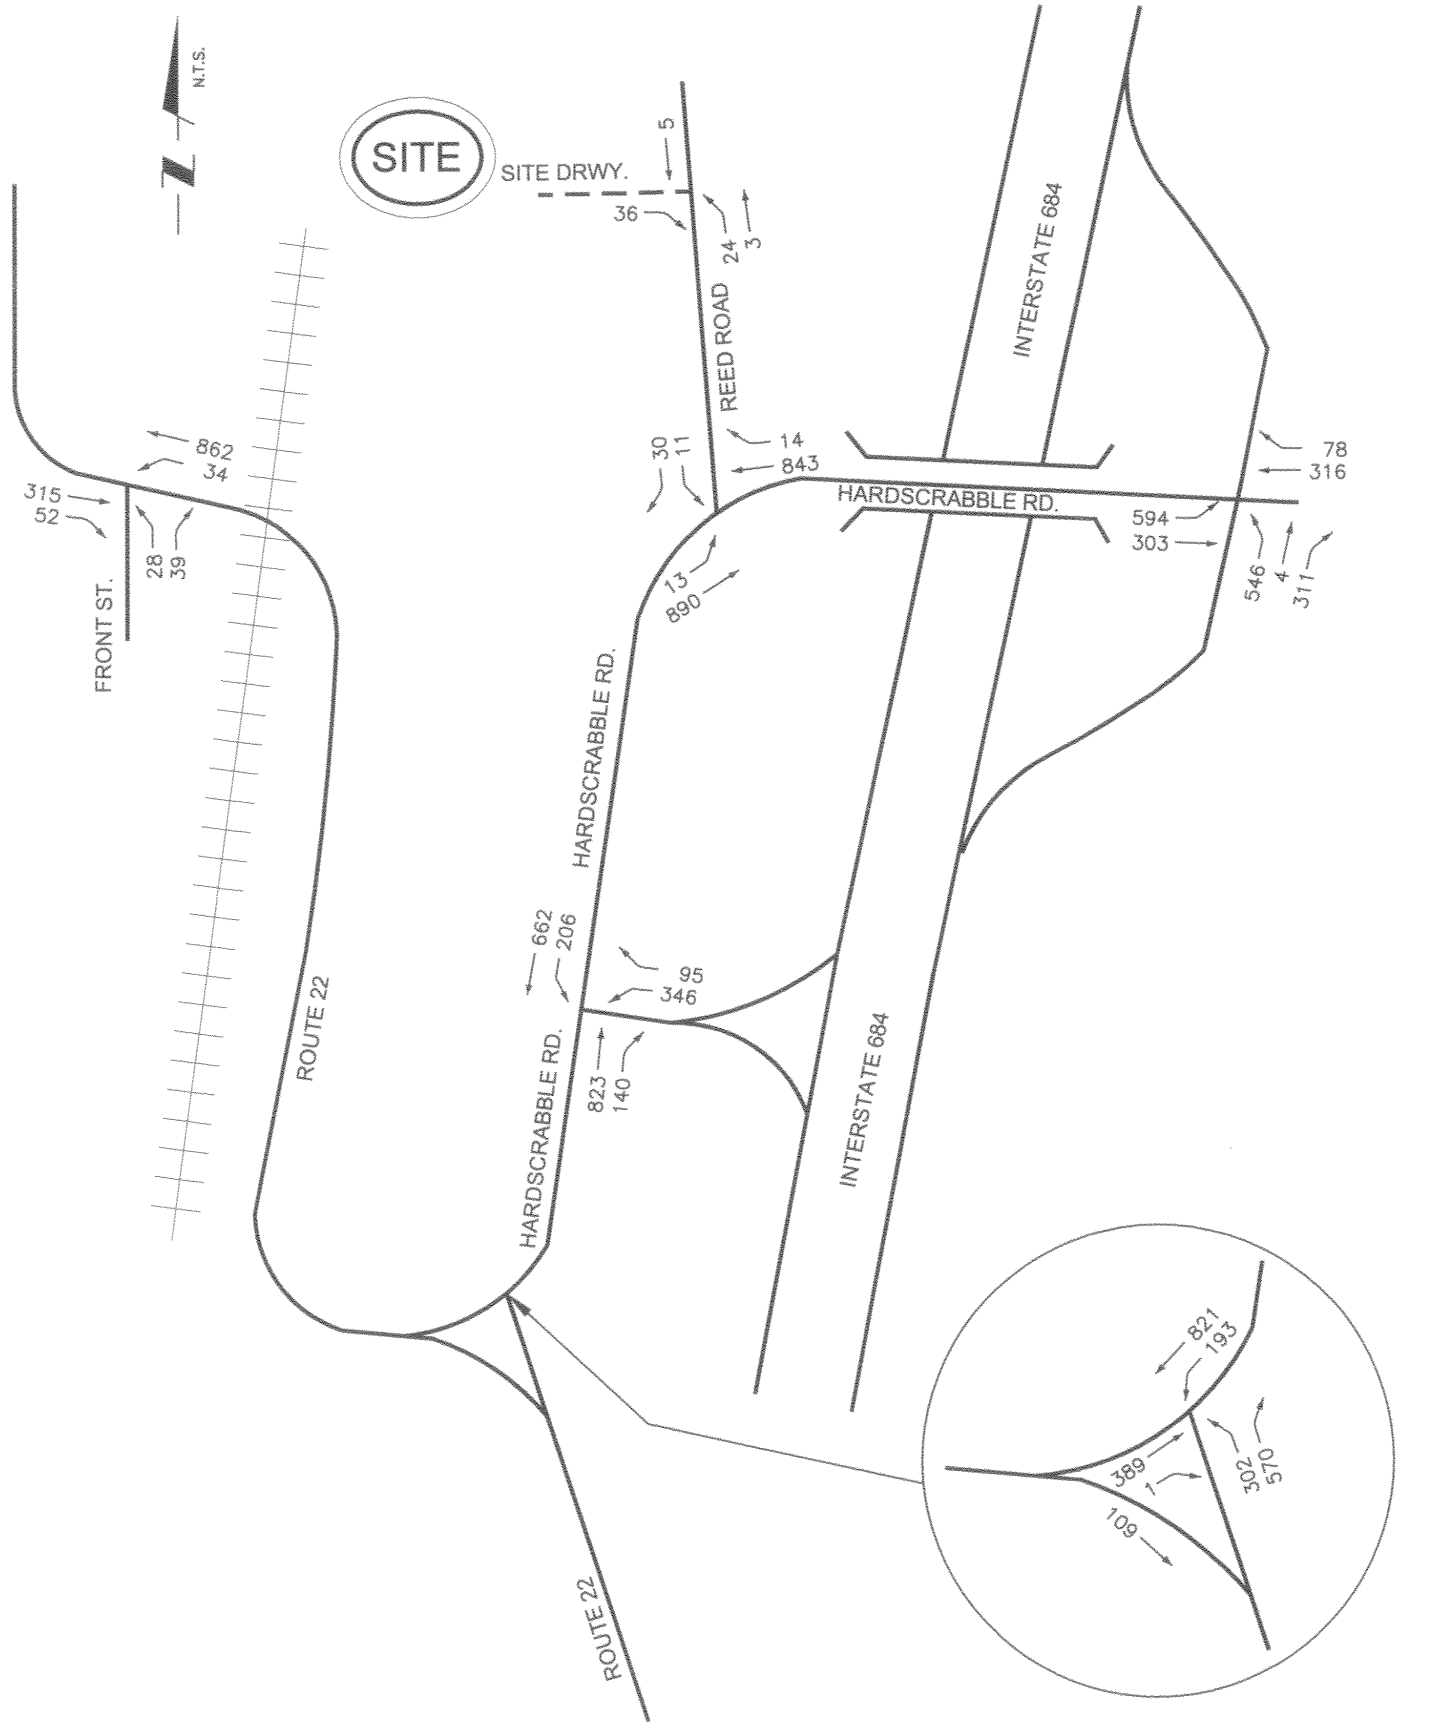 N.T.S.
N
SITE
SITE DRWY.
5
36
24
3
REED ROAD
INTERSTATE 684
862
34
315
52
28
39
FRONT ST.
30
11
14
843
HARDSCRABBLE RD.
13
890
78
316
594
303
546
4
311
HARDSCRABBLE RD.
662
206
95
346
823
140
ROUTE 22
HARDSCRABBLE RD.
INTERSTATE 684
ROUTE 22
821
193
389
1
109
302
570